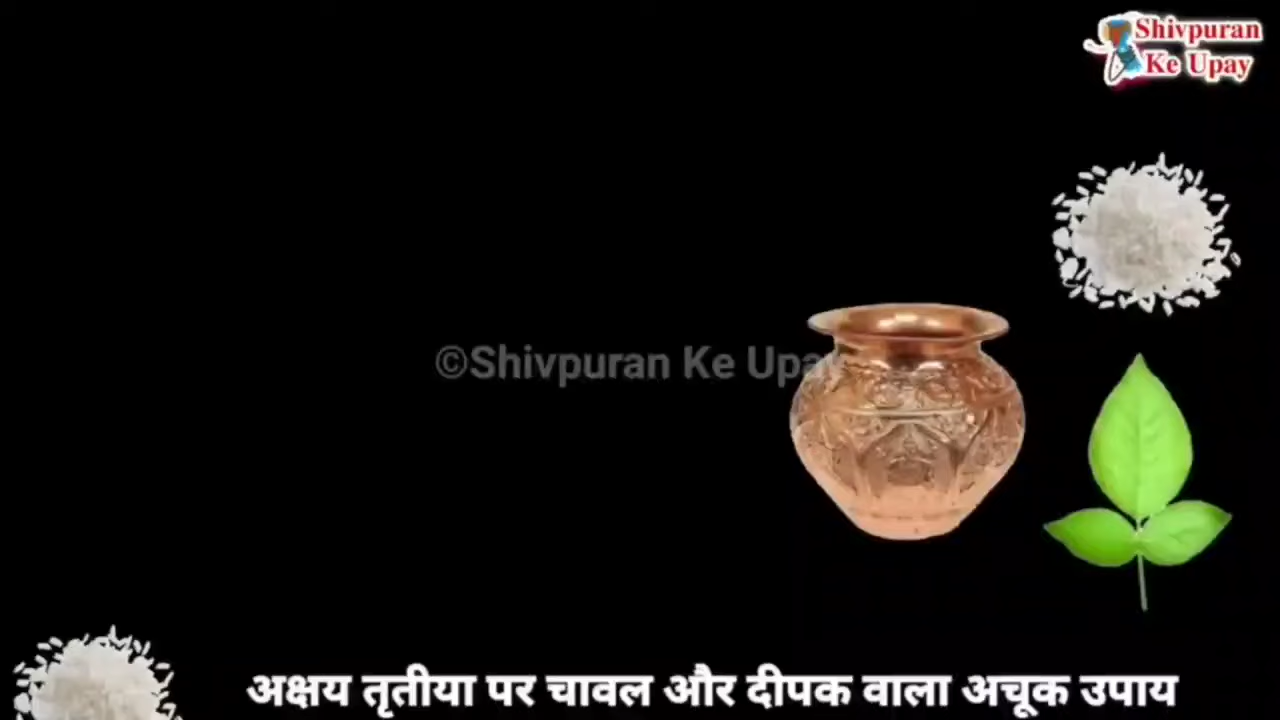 Shivpuran
Ke Upay
©Shivpuran Ke Upay
अक्षय तृतीया पर चावल और दीपक वाला अचूक उपाय